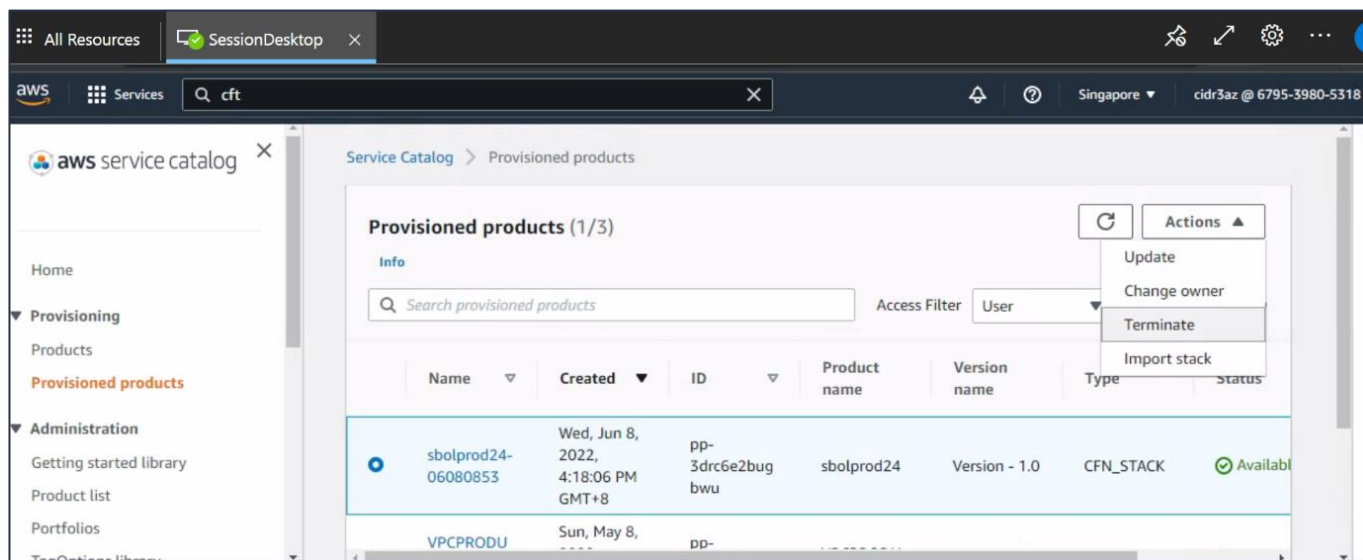 All Resources
SessionDesktop
aws
Services
cft
Singapore
cidr3az @ 6795-3980-5318
aws service catalog
Home
Provisioning
Products
Provisioned products
Administration
Getting started library
Product list
Portfolios
TagOptions library
Service Catalog > Provisioned products
Provisioned products (1/3)
Info
Actions
Update
Change owner
Terminate
Import stack
Search provisioned products
Access Filter
User
Name
Created
ID
Product
name
Version
name
Type
Status
sbolprod24-
06080853
Wed, Jun 8,
2022,
4:18:06 PM
GMT+8
pp-
3drc6e2bug
bwu
sbolprod24
Version - 1.0
CFN_STACK
Availabl
VPCPRODU
Sun, May 8,
pp-